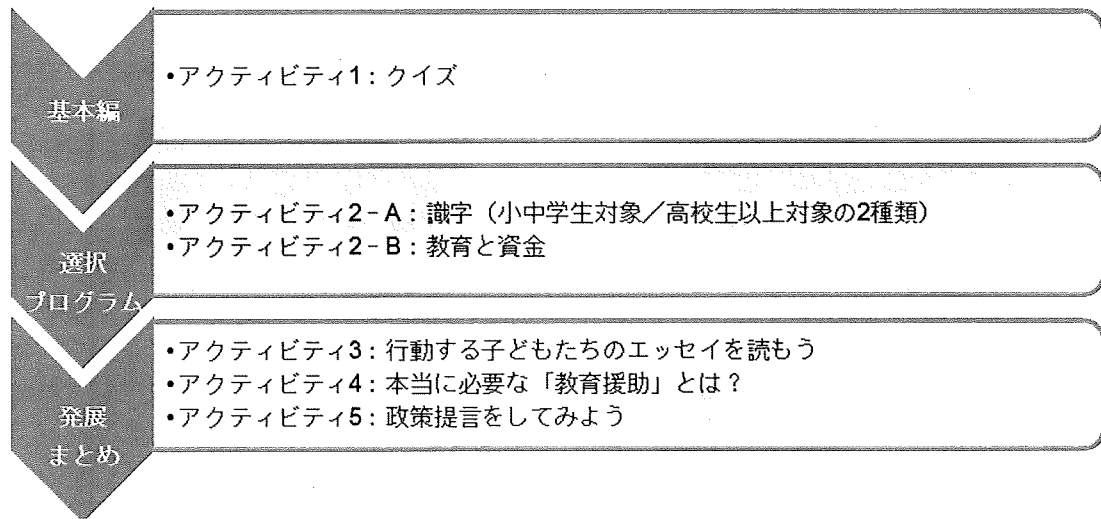 基本編
•アクティビティ1：クイズ
選択
プログラム
•アクティビティ2-A：識字（小中学生対象／高校生以上対象の2種類）
•アクティビティ2-B：教育と資金
発展
まとめ
•アクティビティ3：行動する子どもたちのエッセイを読もう
•アクティビティ4：本当に必要な「教育援助」とは？
•アクティビティ5：政策提言をしてみよう